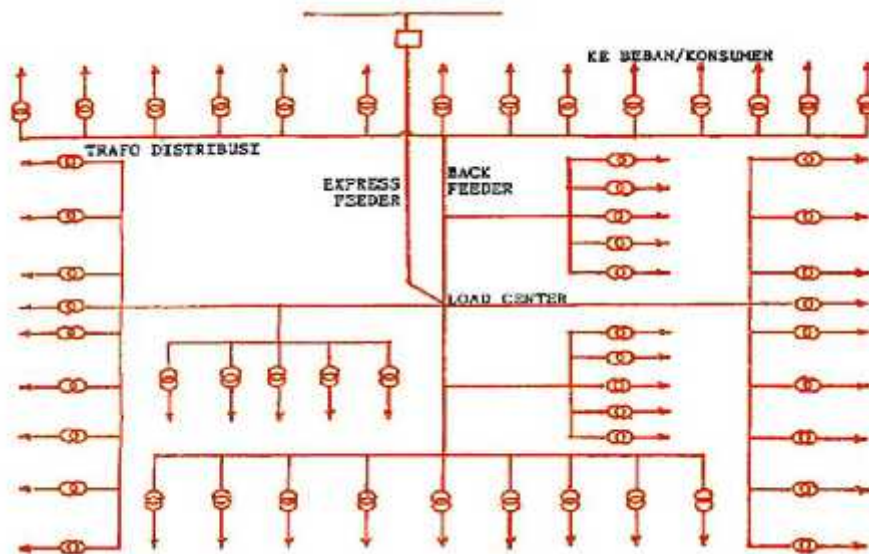 KE BEBAN/KONSUMEN
TRAFO DISTRIBUSI
EXPRESS
FEEDER
BACK
FEEDER
LOAD CENTER